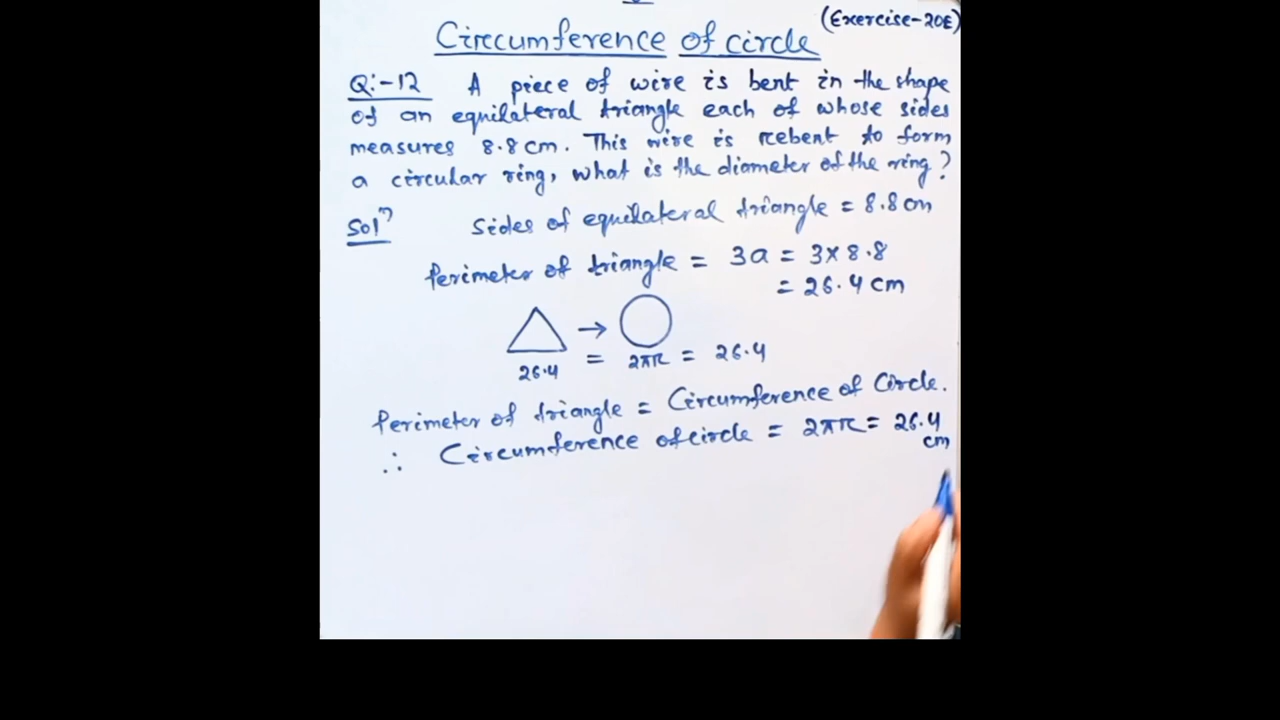 (Exercise-20E)
Circumference of circle
Q:-12 A piece of wire is bent in the shape
of an equilateral triangle each of whose sides
measures 8.8 cm. This wire is rebent to form
a circular ring, what is the diameter of the ring?
Solⁿ Sides of equilateral triangle = 8.8 cm
Perimeter of triangle = 3a = 3×8.8
= 26.4 cm
→
26.4 = 2πr = 26.4
Perimeter of triangle = Circumference of Circle.
∴ Circumference of circle = 2πr = 26.4
cm